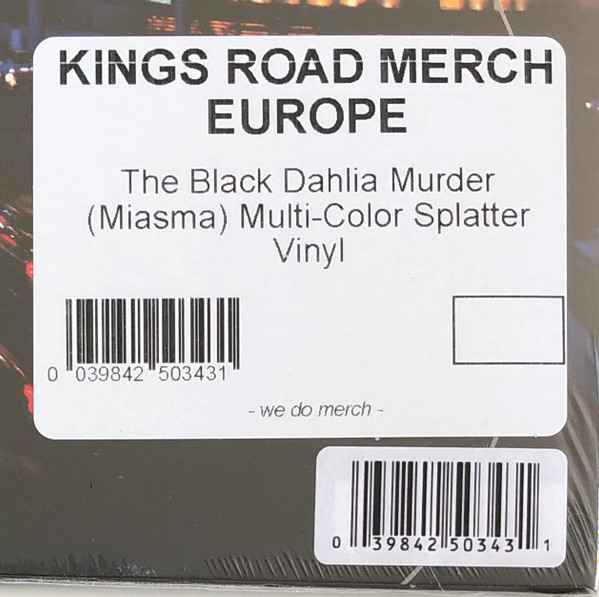 KINGS ROAD MERCH
EUROPE
The Black Dahlia Murder
(Miasma) Multi-Color Splatter
Vinyl
0 039842 503431
- we do merch -
0 39842 50343 1